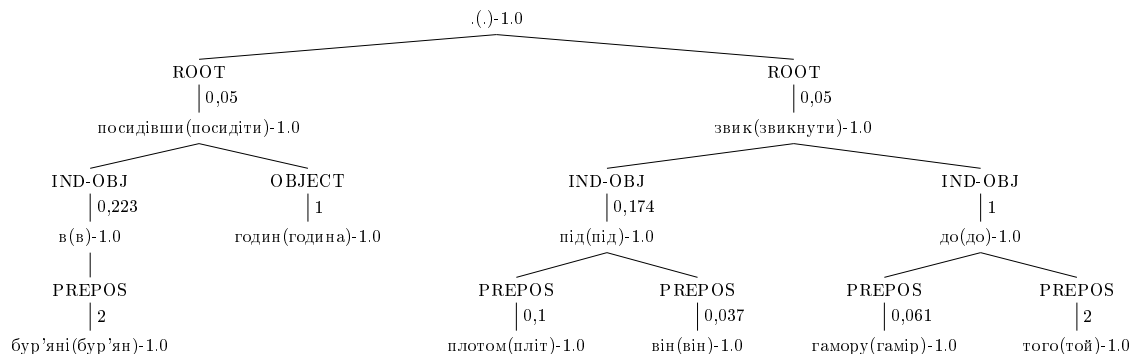 .(.)-1.0
ROOT ROOT
0,05 0,05
посидівши(посидіти)-1.0 звик(звикнути)-1.0
IND-OBJ OBJECT IND-OBJ IND-OBJ
0,223 1 0,174 1
в(в)-1.0 годин(година)-1.0 під(під)-1.0 до(до)-1.0
PREPOS PREPOS PREPOS PREPOS PREPOS
2 0,1 0,037 0,061 2
бур'яні(бур'ян)-1.0 плотом(пліт)-1.0 він(він)-1.0 гамору(гамір)-1.0 того(той)-1.0